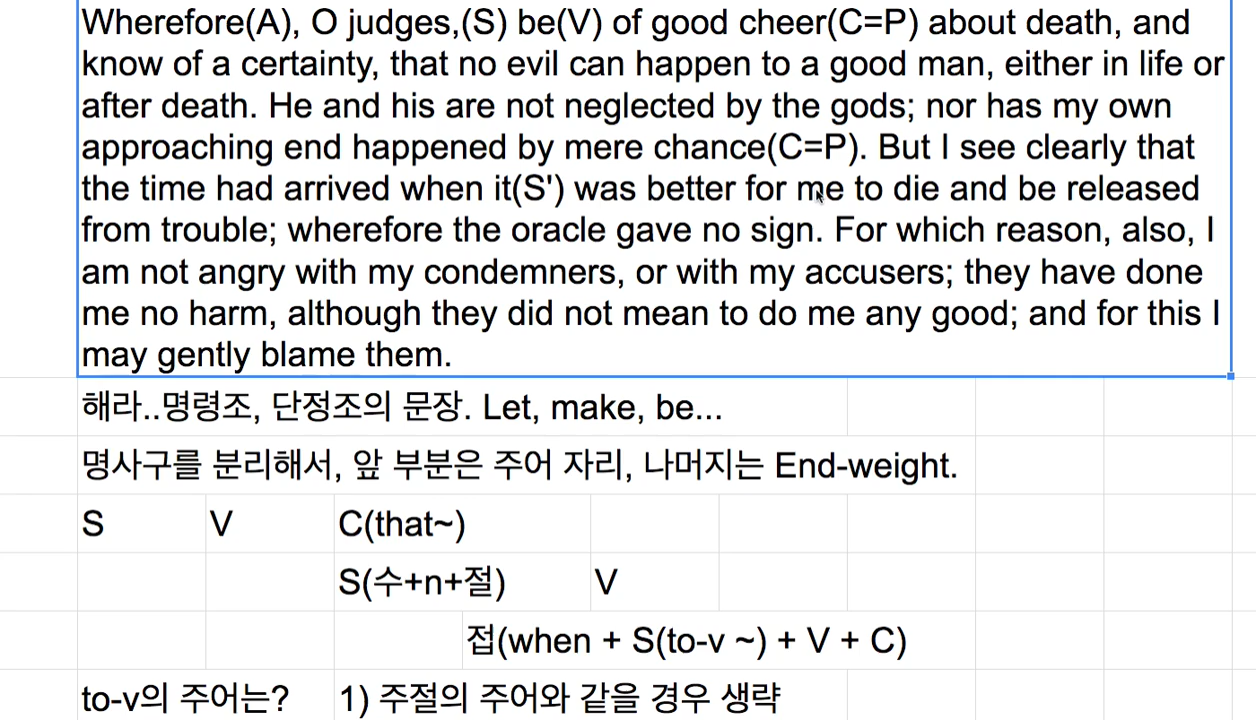 Wherefore(A), O judges,(S) be(V) of good cheer(C=P) about death, and
know of a certainty, that no evil can happen to a good man, either in life or
after death. He and his are not neglected by the gods; nor has my own
approaching end happened by mere chance(C=P). But I see clearly that
the time had arrived when it(S') was better for me to die and be released
from trouble; wherefore the oracle gave no sign. For which reason, also, I
am not angry with my condemners, or with my accusers; they have done
me no harm, although they did not mean to do me any good; and for this I
may gently blame them.
해라..명령조, 단정조의 문장. Let, make, be...
명사구를 분리해서, 앞 부분은 주어 자리, 나머지는 End-weight.
S V C(that~)
S(수+n+절) V
접(when + S(to-v ~) + V + C)
to-v의 주어는? 1) 주절의 주어와 같을 경우 생략